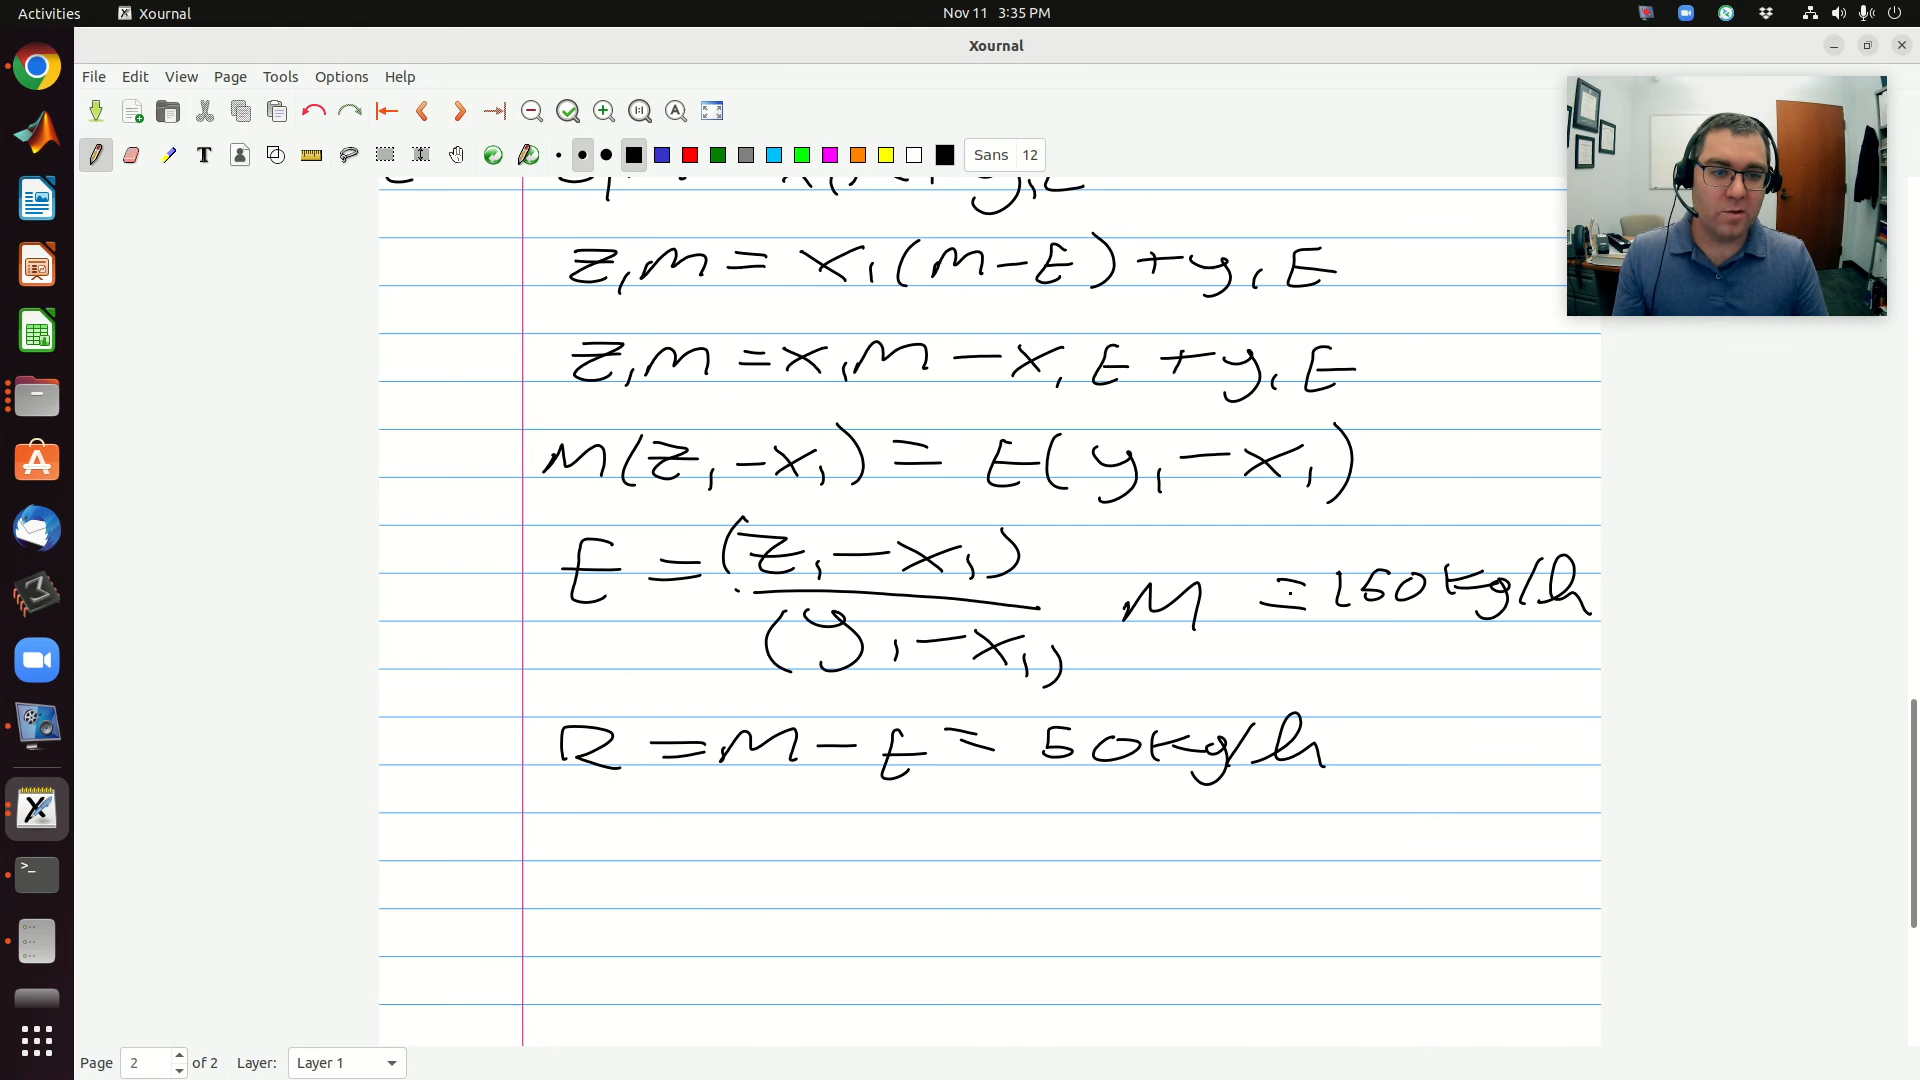 Activities Xournal Nov 11 3:35 PM
Xournal
File Edit View Page Tools Options Help
Sans 12
z₁M = x₁(M-E)+y₁E
z₁M = x₁M - x₁E + y₁E
M(z₁-x₁) = E(y₁-x₁)
E = (z₁-x₁)/(y₁-x₁) M = 150 kg/h
R = M - E = 50kg/h
Page 2 of 2 Layer: Layer 1